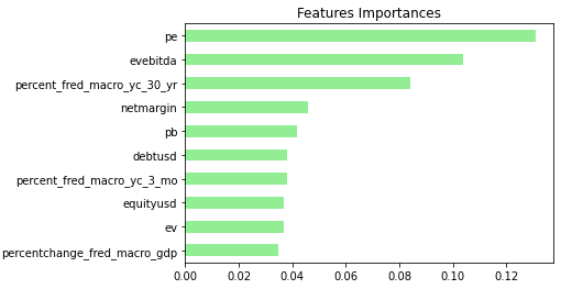 Features Importances
pe
evebitda
percent_fred_macro_yc_30_yr
netmargin
pb
debtusd
percent_fred_macro_yc_3_mo
equityusd
ev
percentchange_fred_macro_gdp
0.00 0.02 0.04 0.06 0.08 0.10 0.12